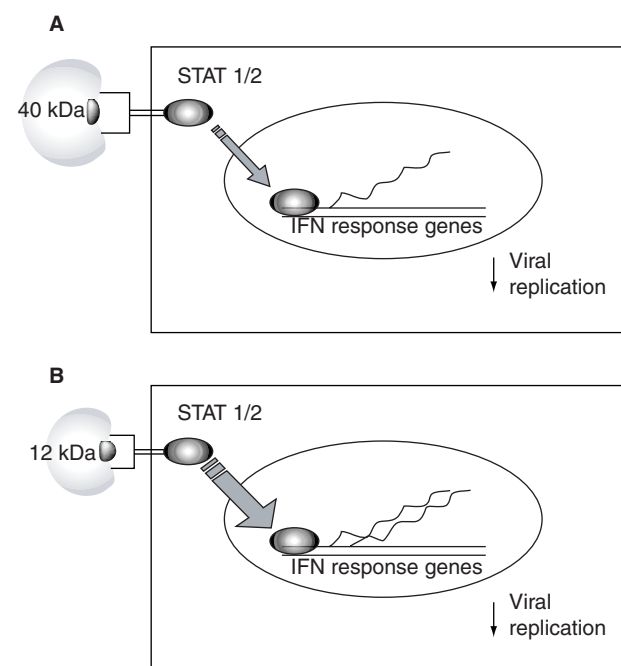 A
STAT 1/2
40 kDa
IFN response genes
Viral
replication
B
STAT 1/2
12 kDa
IFN response genes
Viral
replication